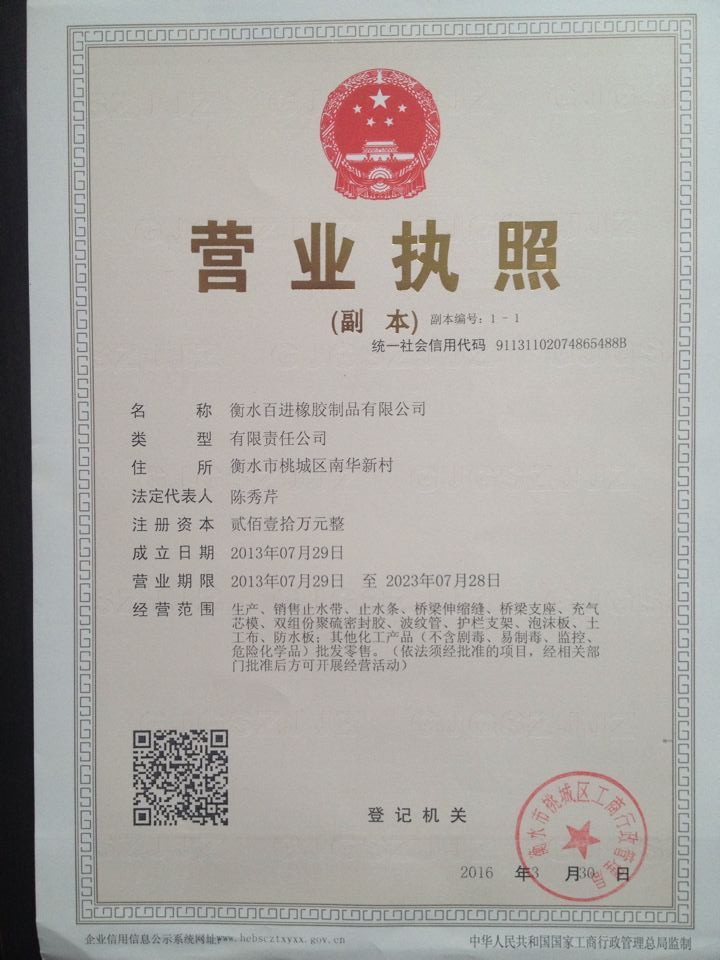 营业执照
(副 本) 副本编号：1－1
统一社会信用代码 91131102074865488B
名称 衡水百进橡胶制品有限公司
类型 有限责任公司
住所 衡水市桃城区南华新村
法定代表人 陈秀芹
注册资本 贰佰壹拾万元整
成立日期 2013年07月29日
营业期限 2013年07月29日 至 2023年07月28日
经营范围 生产、销售止水带、止水条、桥梁伸缩缝、桥梁支座、充气
芯模、双组份聚硫密封胶、波纹管、护栏支架、泡沫板、土
工布、防水板；其他化工产品（不含剧毒、易制毒、监控、
危险化学品）批发零售。（依法须经批准的项目，经相关部
门批准后方可开展经营活动）
登记机关
衡水市桃城区工商行政管理局
2016 年3 月30 日
企业信用信息公示系统网址：www.hebscztxyxx.gov.cn
中华人民共和国国家工商行政管理总局监制